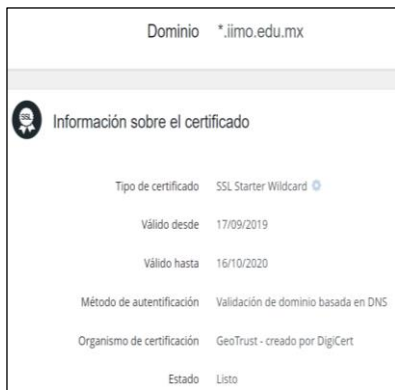 Dominio *.iimo.edu.mx
SSL
Información sobre el certificado
Tipo de certificado SSL Starter Wildcard
Válido desde 17/09/2019
Válido hasta 16/10/2020
Método de autentificación Validación de dominio basada en DNS
Organismo de certificación GeoTrust - creado por DigiCert
Estado Listo